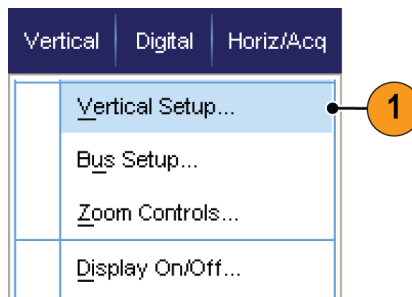 Vertical Digital Horiz/Acq
Vertical Setup...
1
Bus Setup...
Zoom Controls...
Display On/Off...